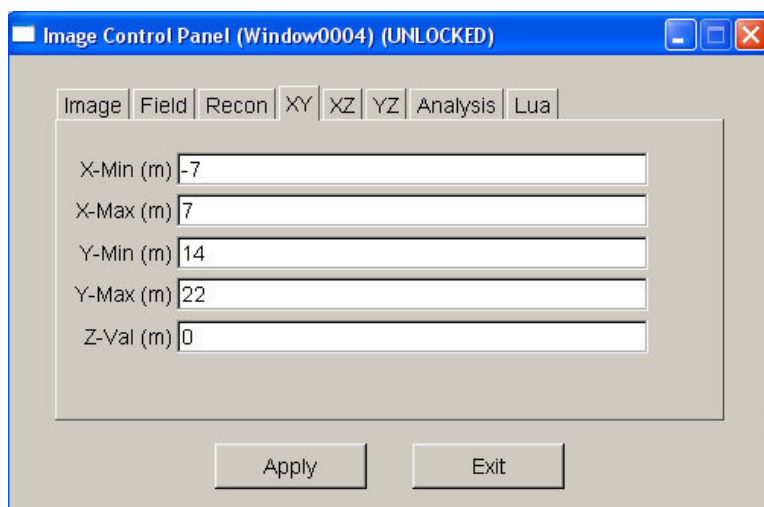 Image Control Panel (Window0004) (UNLOCKED)
Image Field Recon XY XZ YZ Analysis Lua
X-Min (m) -7
X-Max (m) 7
Y-Min (m) 14
Y-Max (m) 22
Z-Val (m) 0
Apply Exit